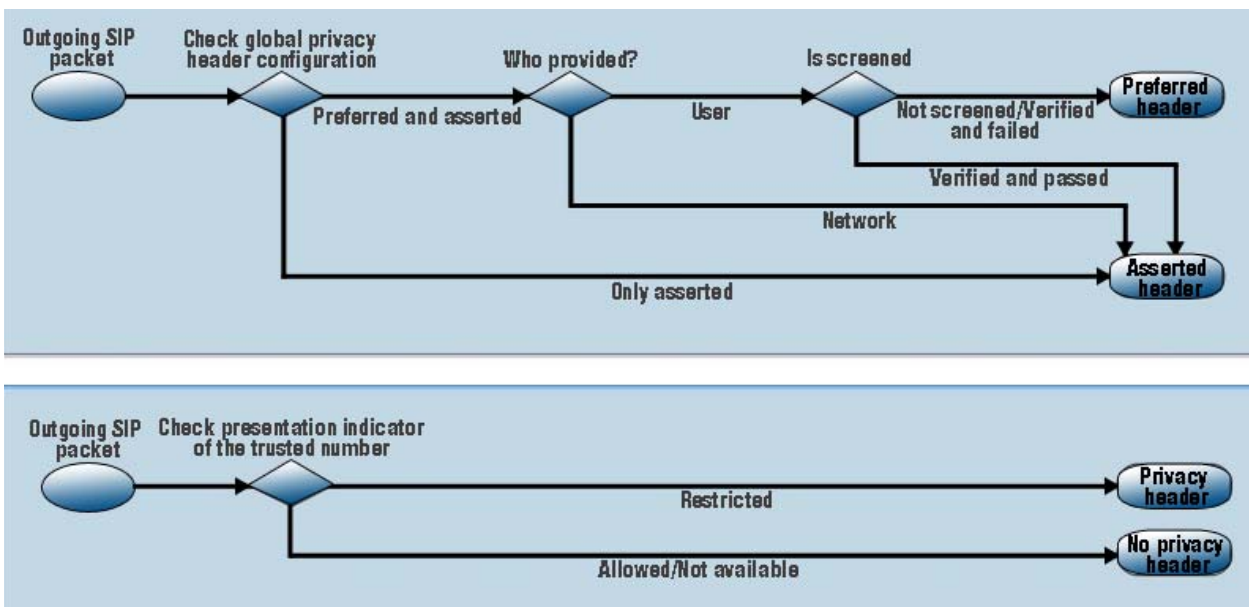 Outgoing SIP
packet
Check global privacy
header configuration
Who provided?
Is screened
Preferred
header
Preferred and asserted
User
Not screened/Verified
and failed
Verified and passed
Network
Asserted
header
Only asserted
Outgoing SIP
packet
Check presentation indicator
of the trusted number
Privacy
header
Restricted
No privacy
header
Allowed/Not available